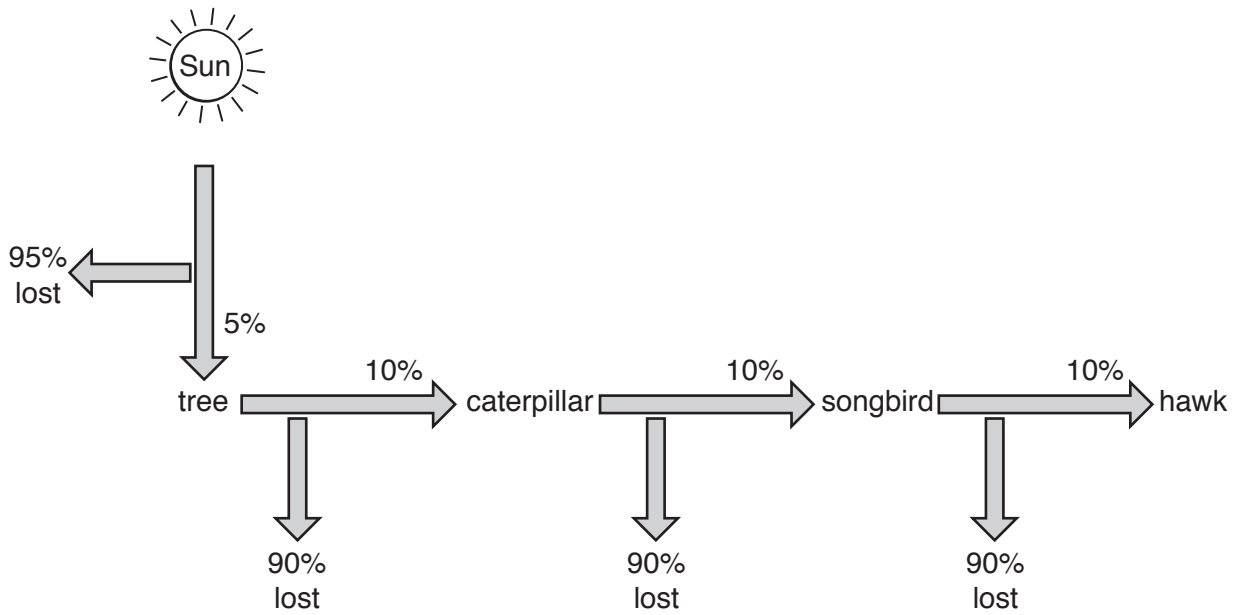 Sun
95%
lost
5%
tree
10%
caterpillar
10%
songbird
10%
hawk
90%
lost
90%
lost
90%
lost